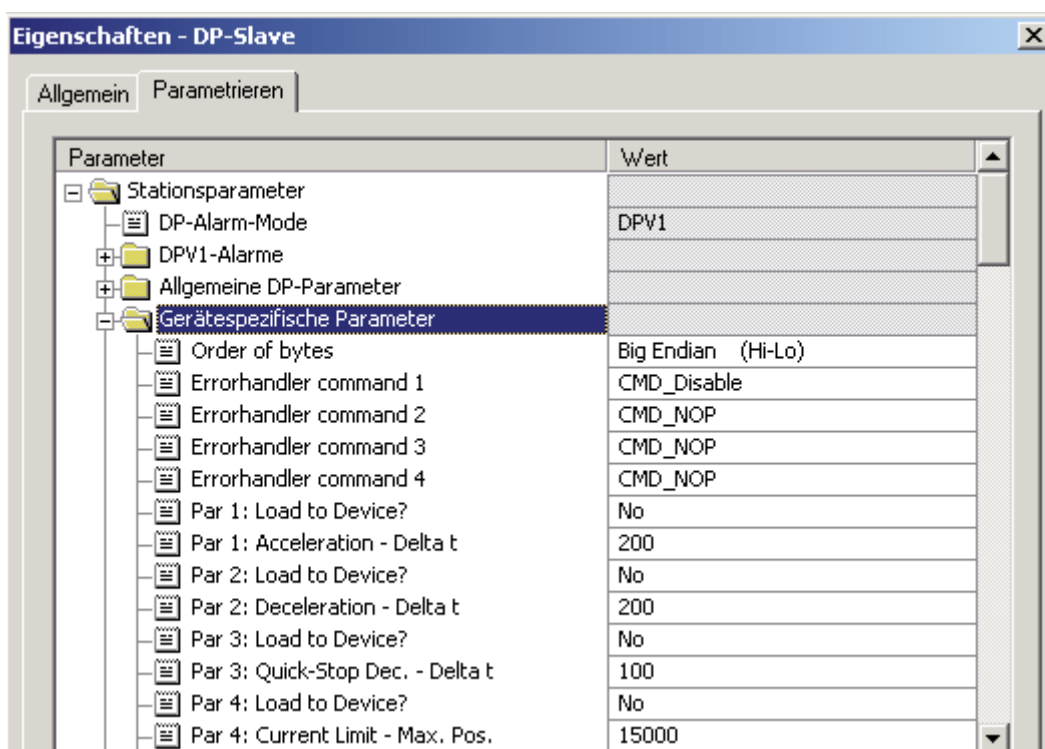 Eigenschaften - DP-Slave
Allgemein Parametrieren
Parameter Wert
Stationsparameter
DP-Alarm-Mode DPV1
DPV1-Alarme
Allgemeine DP-Parameter
Gerätespezifische Parameter
Order of bytes Big Endian (Hi-Lo)
Errorhandler command 1 CMD_Disable
Errorhandler command 2 CMD_NOP
Errorhandler command 3 CMD_NOP
Errorhandler command 4 CMD_NOP
Par 1: Load to Device? No
Par 1: Acceleration - Delta t 200
Par 2: Load to Device? No
Par 2: Deceleration - Delta t 200
Par 3: Load to Device? No
Par 3: Quick-Stop Dec. - Delta t 100
Par 4: Load to Device? No
Par 4: Current Limit - Max. Pos. 15000